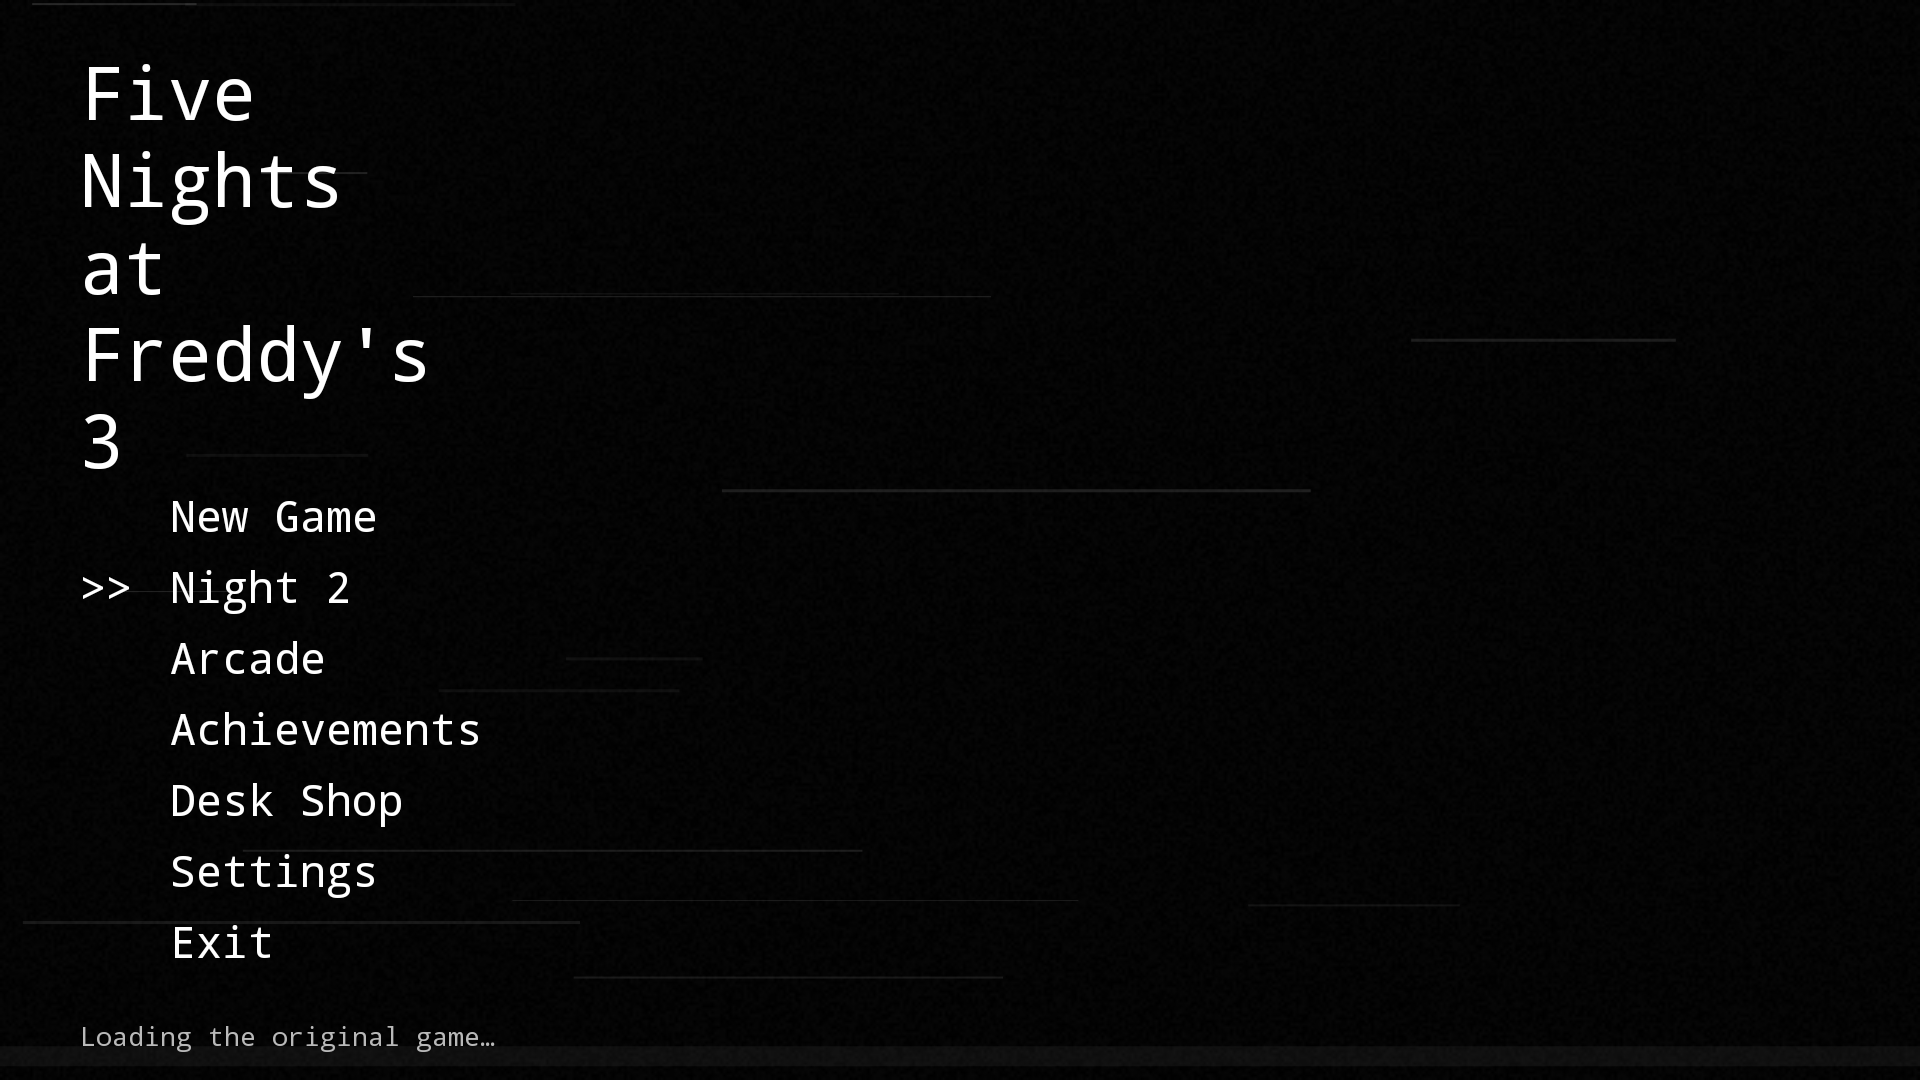 Five
Nights
at
Freddy's
3
New Game
>> Night 2
Arcade
Achievements
Desk Shop
Settings
Exit
Loading the original game…